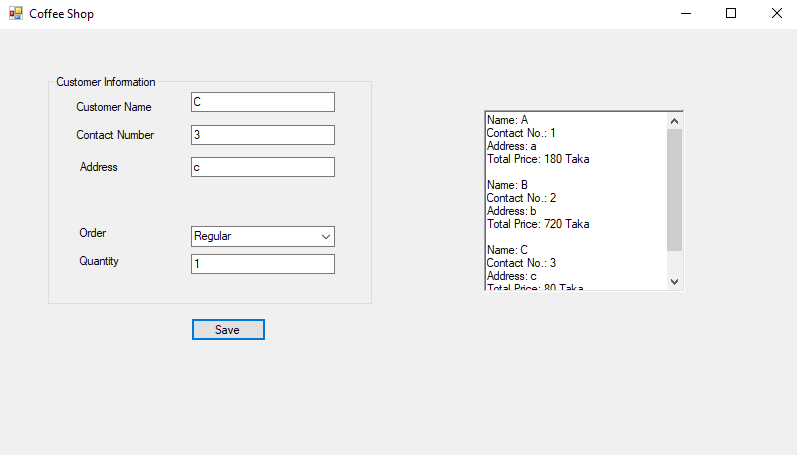 Coffee Shop
Customer Information
Customer Name C
Contact Number 3
Address c
Order Regular
Quantity 1
Save
Name: A
Contact No.: 1
Address: a
Total Price: 180 Taka
Name: B
Contact No.: 2
Address: b
Total Price: 720 Taka
Name: C
Contact No.: 3
Address: c
Total Price: 80 Taka